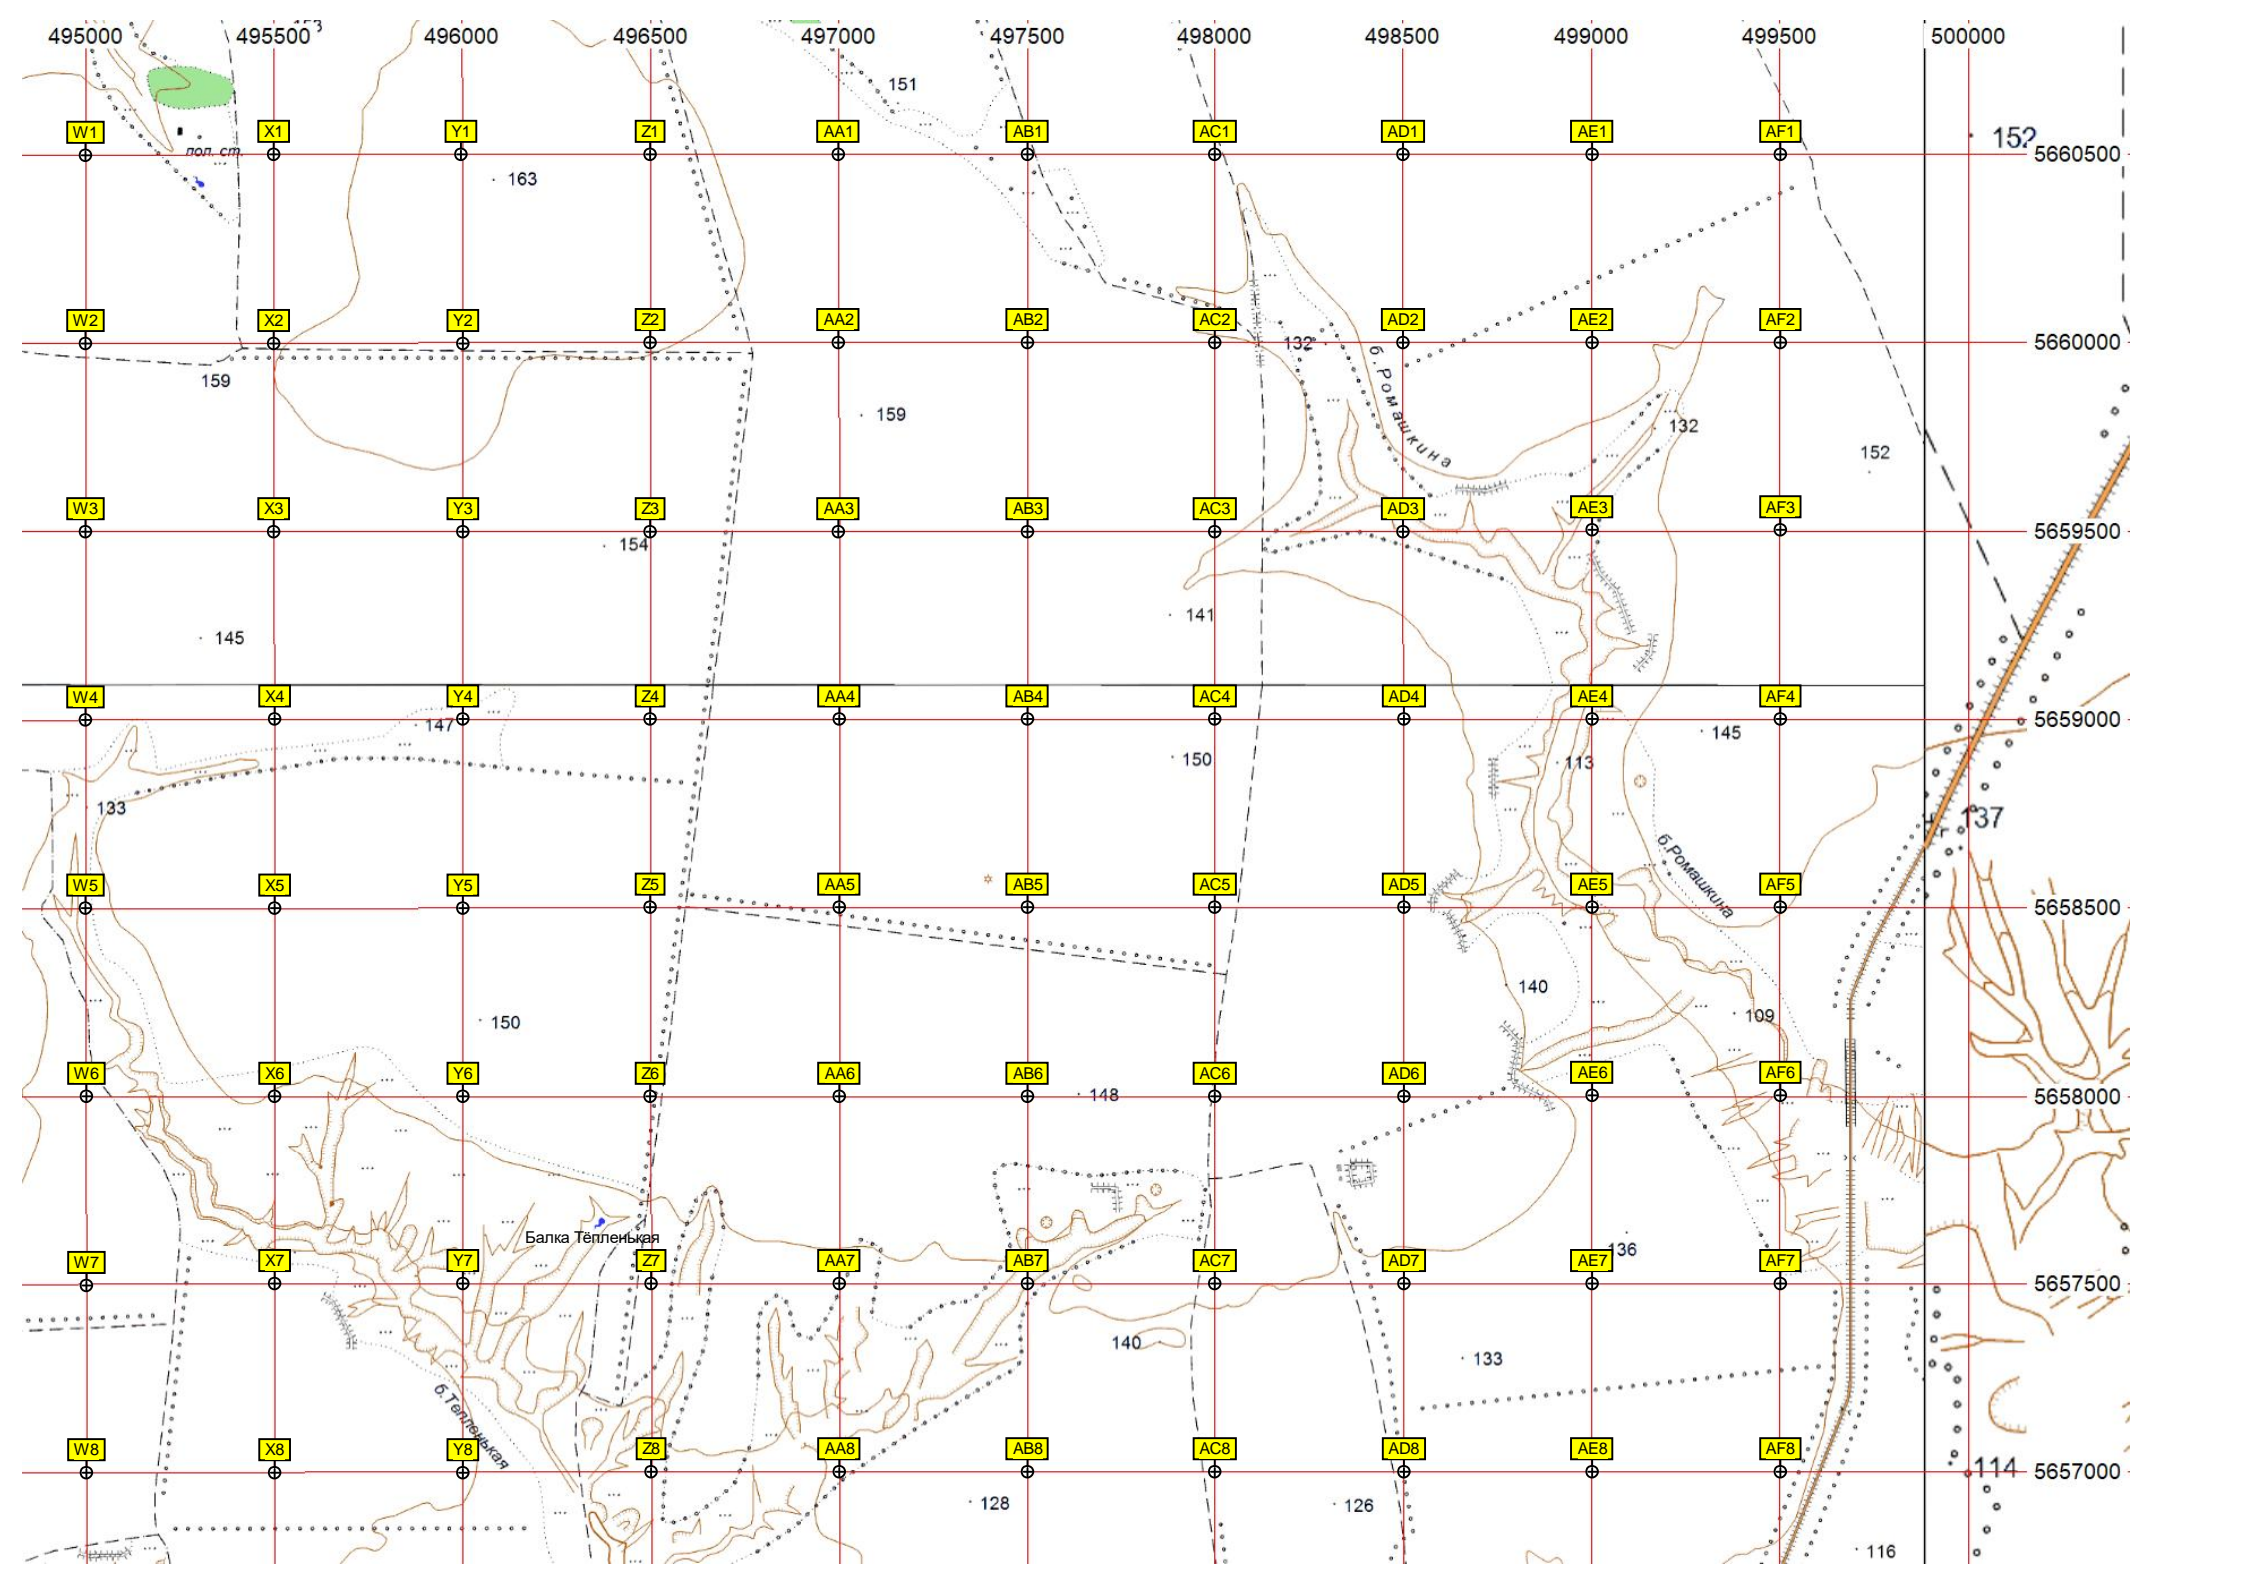 495000 495500 496000 496500 497000 497500 498000 498500 499000 499500 500000
151
W1 X1 Y1 Z1 AA1 AB1 AC1 AD1 AE1 AF1 152
пол. ст.
5660500
163
W2 X2 Y2 Z2 AA2 AB2 AC2 AD2 AE2 AF2
132 5660000
б. Ромашкина
159
159
132
152
W3 X3 Y3 Z3 AA3 AB3 AC3 AD3 AE3 AF3
5659500
154
141
145
W4 X4 Y4 Z4 AA4 AB4 AC4 AD4 AE4 AF4
5659000
147 145
150 113
133 137
б.Ромашкина
W5 X5 Y5 Z5 AA5 AB5 AC5 AD5 AE5 AF5
5658500
140
150 109
W6 X6 Y6 Z6 AA6 AB6 AC6 AD6 AE6 AF6
148 5658000
Балка Тёпленькая
136
W7 X7 Y7 Z7 AA7 AB7 AC7 AD7 AE7 AF7
5657500
140
133
б.Тепленькая
W8 X8 Y8 Z8 AA8 AB8 AC8 AD8 AE8 AF8
114 5657000
128 126
116